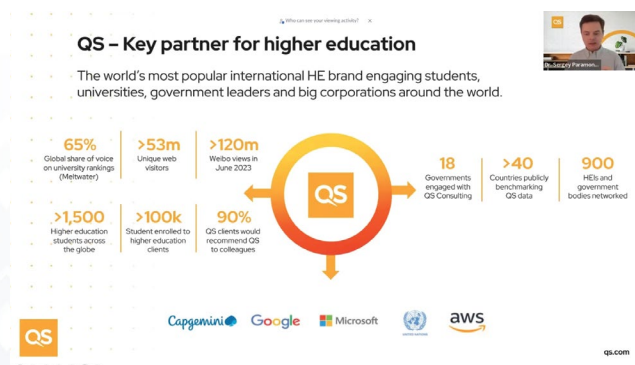 Who can see your viewing activity?
QS – Key partner for higher education
The world's most popular international HE brand engaging students,
universities, government leaders and big corporations around the world.
Dr. Sergey Paramon...
65%
Global share of voice
on university rankings
(Meltwater)
>53m
Unique web
visitors
>120m
Weibo views in
June 2023
>1,500
Higher education
students across
the globe
>100k
Student enrolled to
higher education
clients
90%
QS clients would
recommend QS
to colleagues
QS
18
Governments
engaged with
QS Consulting
>40
Countries publicly
benchmarking
QS data
900
HEIs and
government
bodies networked
Capgemini
Google
Microsoft
UNITED NATIONS
aws
QS
qs.com